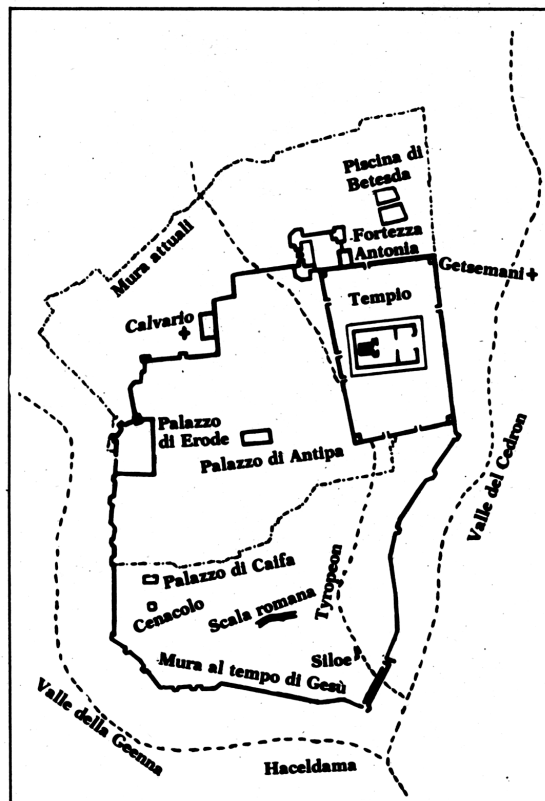 Piscina di
Betesda
Fortezza
Antonia
Getsemani
Mura attuali
Tempio
Calvario
Palazzo
di Erode
Palazzo di Antipa
Valle del Cedron
Palazzo di Caifa
Cenacolo
Scala romana
Tyropeon
Siloe
Mura al tempo di Gesù
Valle della Geenna
Haceldama